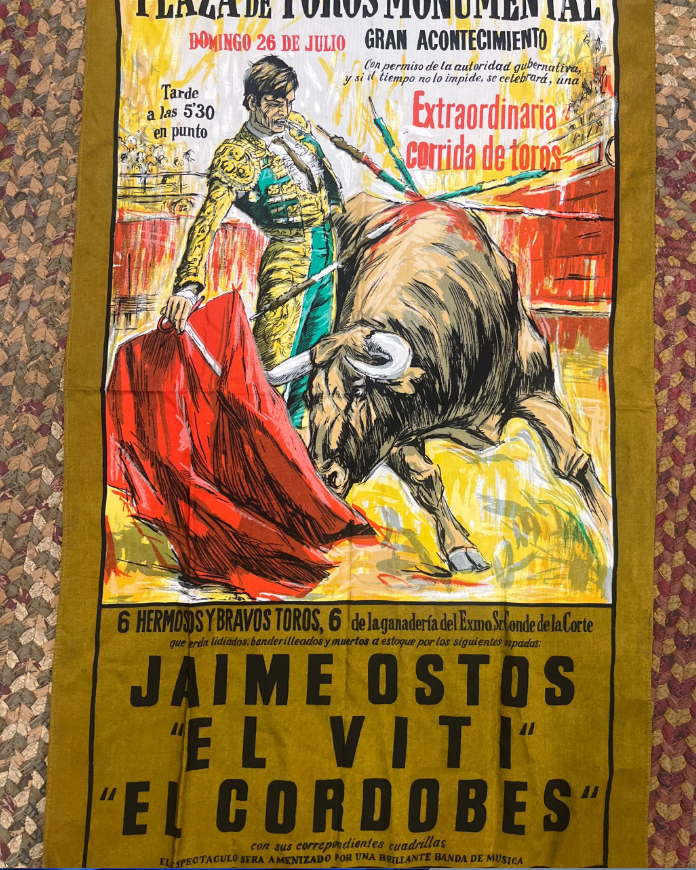 PLAZA DE TOROS MONUMENTAL
DOMINGO 26 DE JULIO GRAN ACONTECIMIENTO
Con permiso de la autoridad gubernativa,
y si el tiempo no lo impide, se celebrará, una
Tarde
a las 5'30
en punto
Extraordinaria
corrida de toros
6 HERMOSOS Y BRAVOS TOROS, 6 de la ganadería del Exmo. Sr. Conde de la Corte
que serán lidiados, banderilleados y muertos a estoque por los siguientes espadas:
JAIME OSTOS
"EL VITI"
"EL CORDOBES"
con sus correpondientes cuadrillas
EL ESPECTACULO SERA AMENIZADO POR UNA BRILLANTE BANDA DE MUSICA